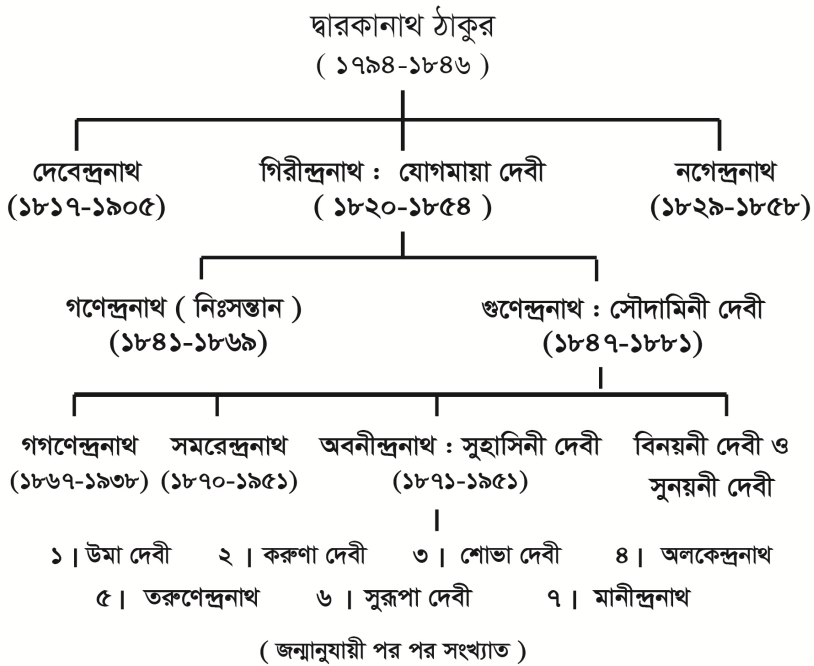 দ্বারকানাথ ঠাকুর
( ১৭৯৪-১৮৪৬ )
দেবেন্দ্রনাথ গিরীন্দ্রনাথ : যোগমায়া দেবী নগেন্দ্রনাথ
(১৮১৭-১৯০৫) ( ১৮২০-১৮৫৪ ) (১৮২৯-১৮৫৮)
গণেন্দ্রনাথ ( নিঃসন্তান ) গুণেন্দ্রনাথ : সৌদামিনী দেবী
(১৮৪১-১৮৬৯) (১৮৪৭-১৮৮১)
গগণেন্দ্রনাথ সমরেন্দ্রনাথ অবনীন্দ্রনাথ : সুহাসিনী দেবী বিনয়নী দেবী ও
(১৮৬৭-১৯৩৮) (১৮৭০-১৯৫১) (১৮৭১-১৯৫১) সুনয়নী দেবী
১ | উমা দেবী ২ | করুণা দেবী ৩ | শোভা দেবী ৪ | অলকেন্দ্রনাথ
৫ | তরুণেন্দ্রনাথ ৬ | সুরূপা দেবী ৭ | মানীন্দ্রনাথ
( জন্মানুযায়ী পর পর সংখ্যাত )